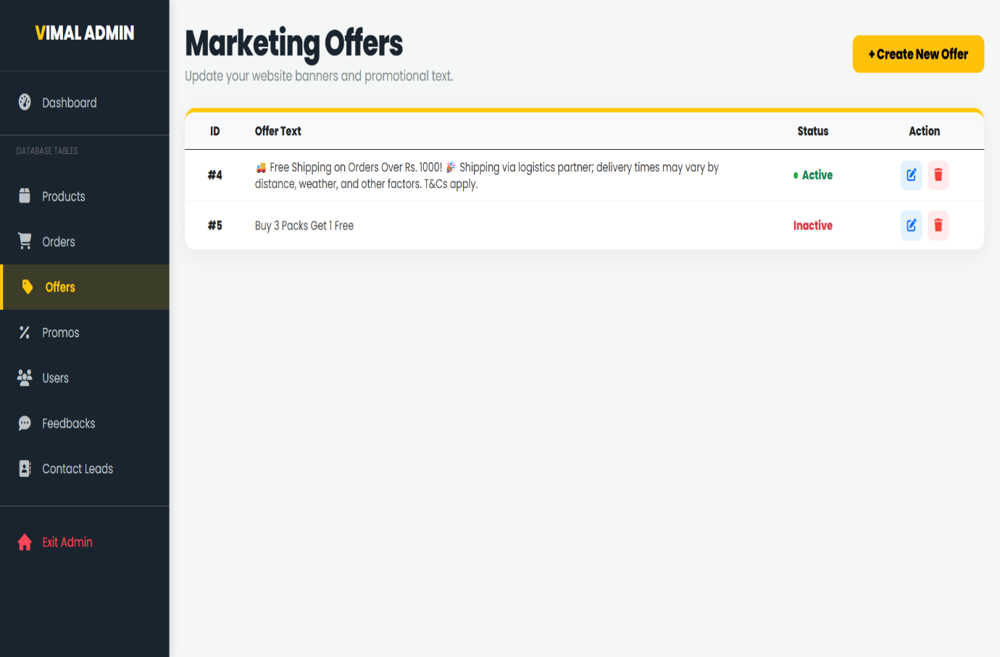 VIMAL ADMIN
Dashboard
DATABASE TABLES
Products
Orders
Offers
Promos
Users
Feedbacks
Contact Leads
Exit Admin
Marketing Offers
Update your website banners and promotional text.
+ Create New Offer
ID Offer Text Status Action
#4 🚚 Free Shipping on Orders Over Rs. 1000! 🎉 Shipping via logistics partner; delivery times may vary by
distance, weather, and other factors. T&Cs apply.
● Active
#5 Buy 3 Packs Get 1 Free Inactive